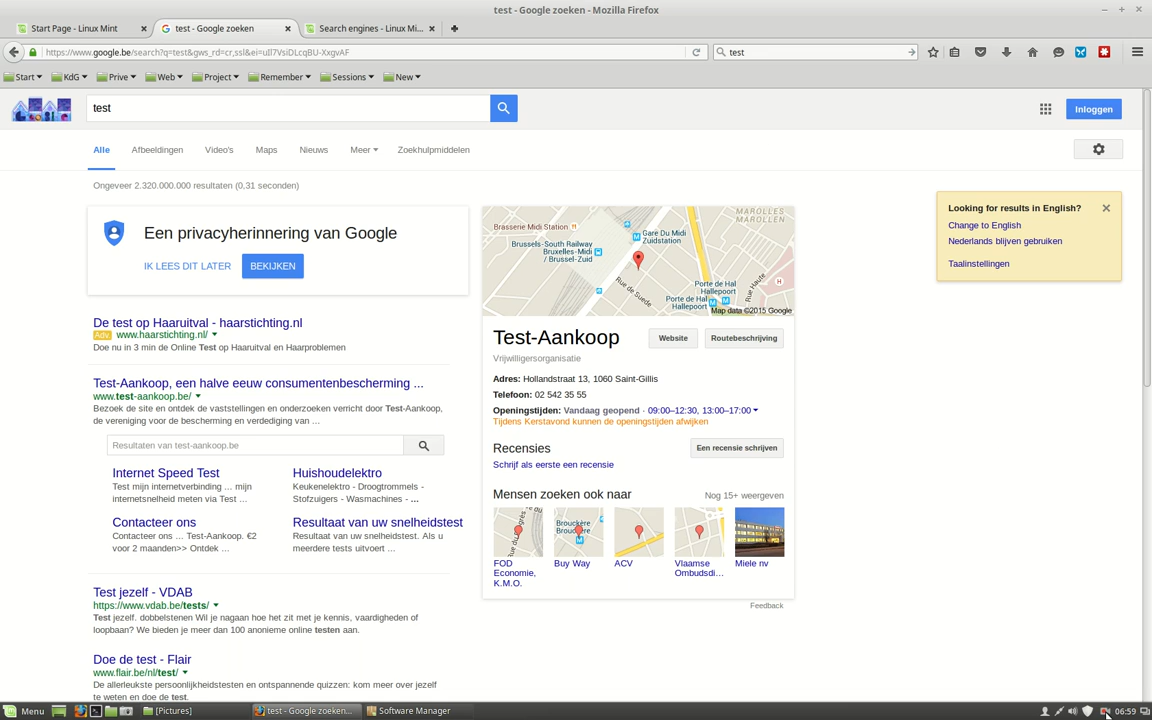 test - Google zoeken - Mozilla Firefox
Start Page - Linux Mint
test - Google zoeken
Search engines - Linux Mi...
https://www.google.be/search?q=test&gws_rd=cr,ssl&ei=uIl7VsiDLcqBU-XxgvAF
test
Start
KdG
Prive
Web
Project
Remember
Sessions
New
test
Inloggen
Alle
Afbeeldingen
Video's
Maps
Nieuws
Meer
Zoekhulpmiddelen
Ongeveer 2.320.000.000 resultaten (0,31 seconden)
Een privacyherinnering van Google
IK LEES DIT LATER
BEKIJKEN
De test op Haaruitval - haarstichting.nl
Adv. www.haarstichting.nl/
Doe nu in 3 min de Online Test op Haaruitval en Haarproblemen
Test-Aankoop, een halve eeuw consumentenbescherming ...
www.test-aankoop.be/
Bezoek de site en ontdek de vaststellingen en onderzoeken verricht door Test-Aankoop,
de vereniging voor de bescherming en verdediging van ...
Resultaten van test-aankoop.be
Internet Speed Test
Test mijn internetverbinding ... mijn
internetsnelheid meten via Test ...
Huishoudelektro
Keukenelektro - Droogtrommels -
Stofzuigers - Wasmachines - ...
Contacteer ons
Contacteer ons ... Test-Aankoop. €2
voor 2 maanden>> Ontdek ...
Resultaat van uw snelheidstest
Resultaat van uw snelheidstest. Als u
meerdere tests uitvoert ...
Test jezelf - VDAB
https://www.vdab.be/tests/
Test jezelf. dobbelstenen Wil je nagaan hoe het zit met je kennis, vaardigheden of
loopbaan? We bieden je meer dan 100 anonieme online testen aan.
Doe de test - Flair
www.flair.be/nl/test/
De allerleukste persoonlijkheidstesten en ontspannende quizzen: kom meer over jezelf
te weten en doe de test.
MAROLLES
MAROLLEN
Brasserie Midi Station
Gare Du Midi
Zuidstation
Brussels-South Railway
Bruxelles-Midi
/ Brussel-Zuid
Rue de Suede
Porte de Hal
Hallepoort
Porte de Hal
Hallepoort
Rue Haute
Map data ©2015 Google
Test-Aankoop
Website
Routebeschrijving
Vrijwilligersorganisatie
Adres: Hollandstraat 13, 1060 Saint-Gillis
Telefoon: 02 542 35 55
Openingstijden: Vandaag geopend · 09:00–12:30, 13:00–17:00
Tijdens Kerstavond kunnen de openingstijden afwijken
Recensies
Een recensie schrijven
Schrijf als eerste een recensie
Mensen zoeken ook naar
Nog 15+ weergeven
Brouckère
FOD
Economie,
K.M.O.
Buy Way
ACV
Vlaamse
Ombudsdi...
Miele nv
Feedback
Looking for results in English?
Change to English
Nederlands blijven gebruiken
Taalinstellingen
Menu
[Pictures]
test - Google zoeken...
Software Manager
06:59